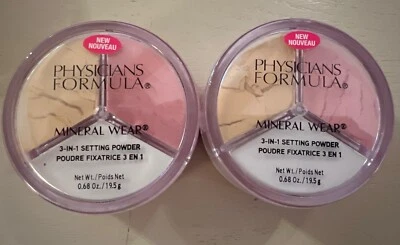 NEW
NOUVEAU
PHYSICIANS
FORMULA®
MINERAL WEAR®
3-IN-1 SETTING POWDER
POUDRE FIXATRICE 3 EN 1
Net Wt./Poids Net
0.68 Oz./19.5 g
NEW
NOUVEAU
PHYSICIANS
FORMULA®
MINERAL WEAR®
3-IN-1 SETTING POWDER
POUDRE FIXATRICE 3 EN 1
Net Wt./Poids Net
0.68 Oz./19.5 g